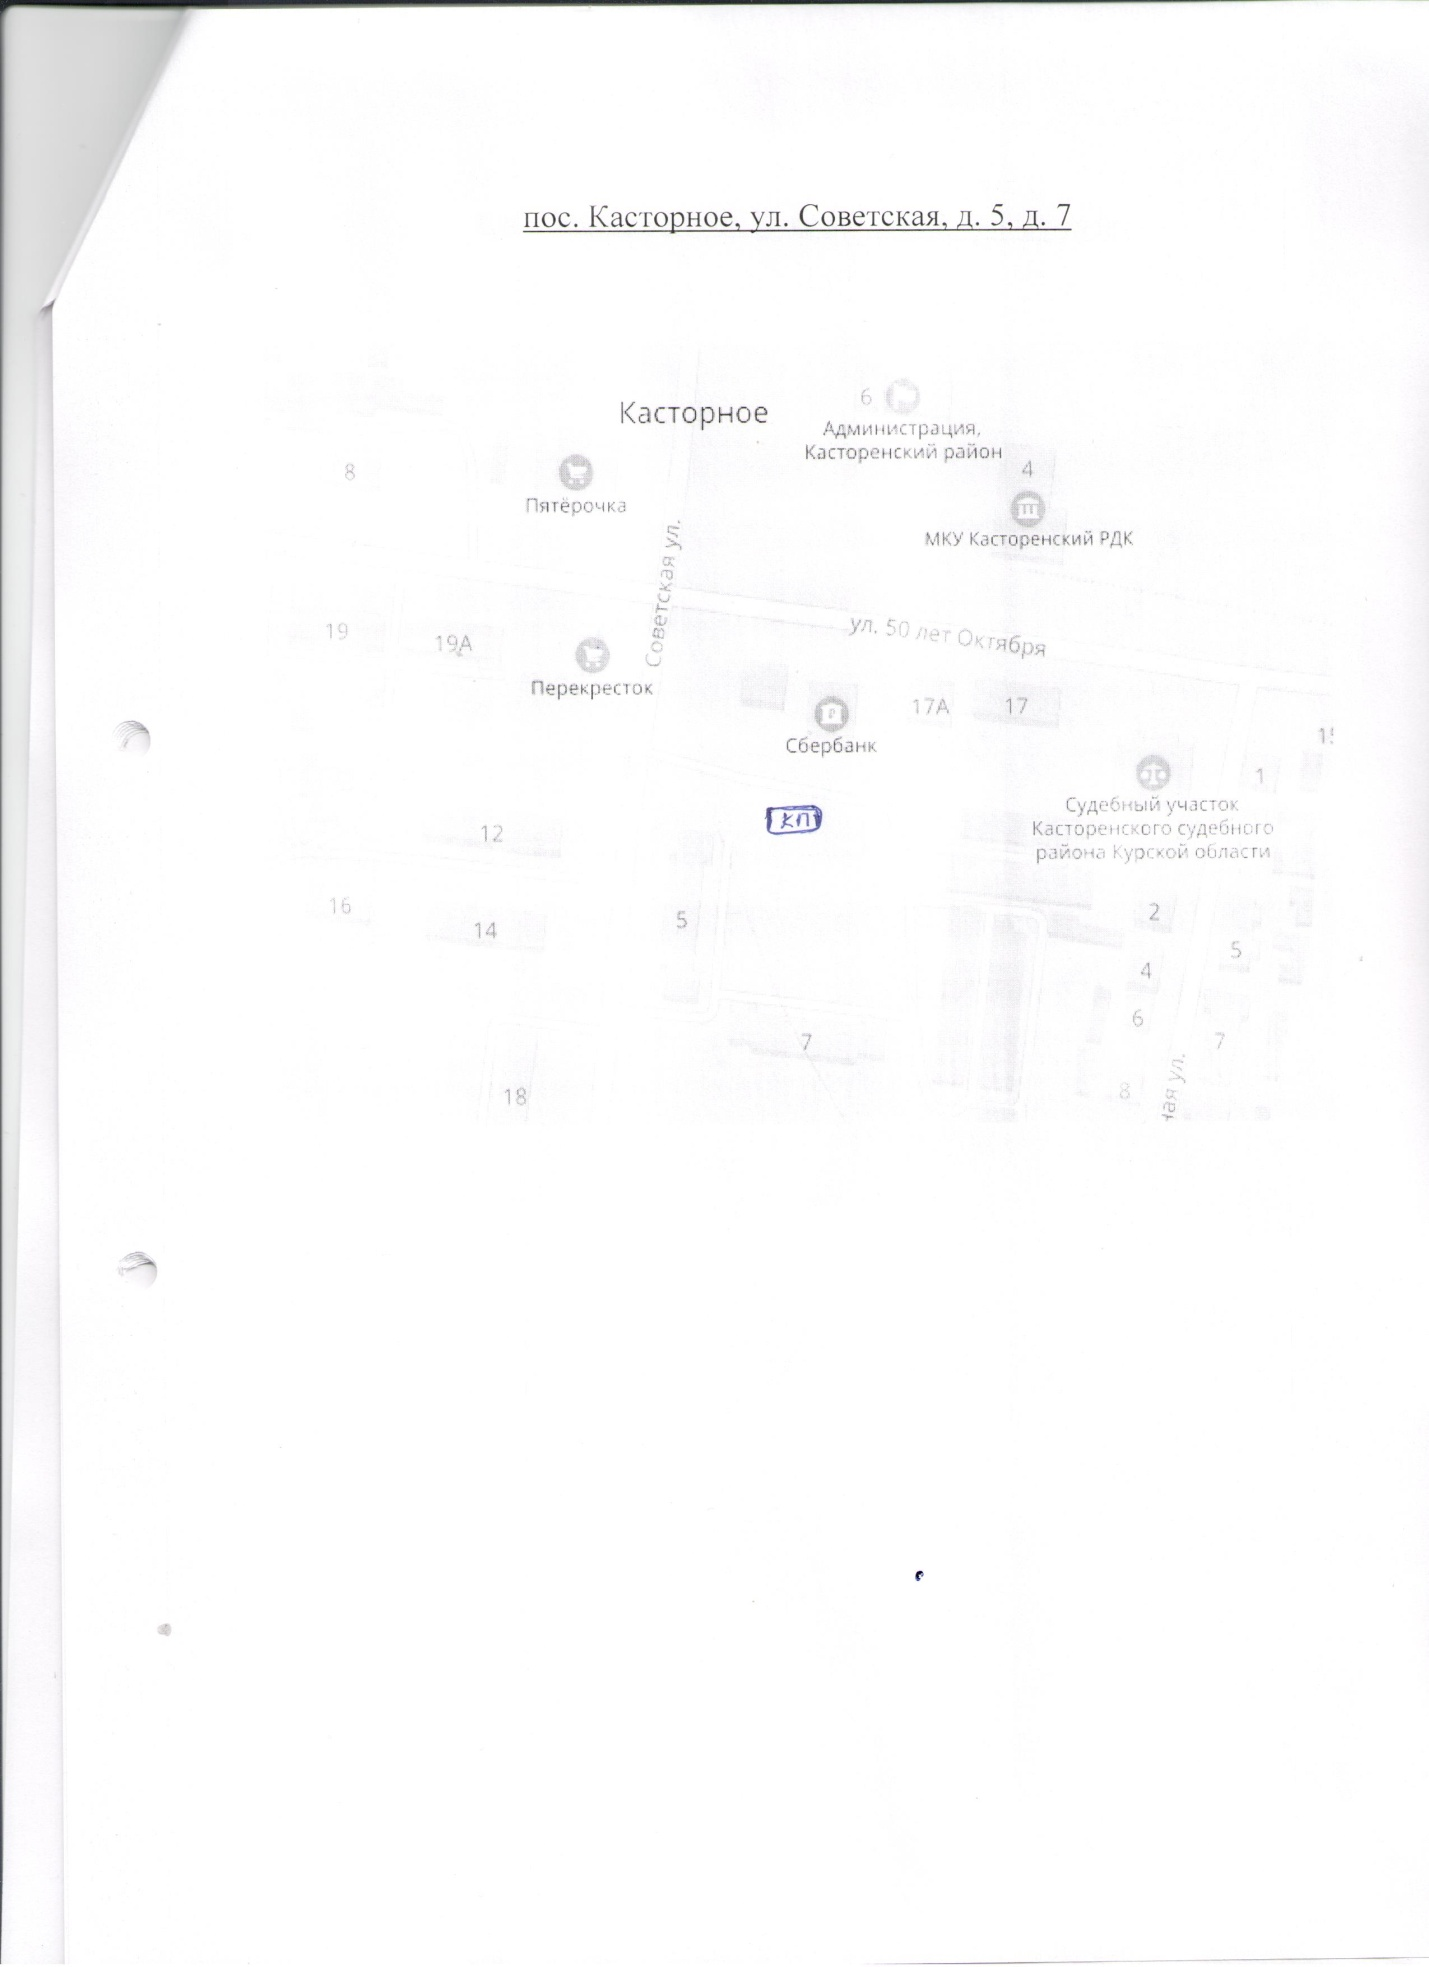 пос. Касторное, ул. Советская, д. 5, д. 7
Касторное
6
Администрация,
Касторенский район
8
Пятёрочка
4
МКУ Касторенский РДК
Советская ул.
ул. 50 лет Октября
19
19А
Перекресток
17А
17
Сбербанк
1
Судебный участок
Касторенского судебного
района Курской области
КП
12
16
14
5
2
5
4
6
7
7
18
8
ная ул.